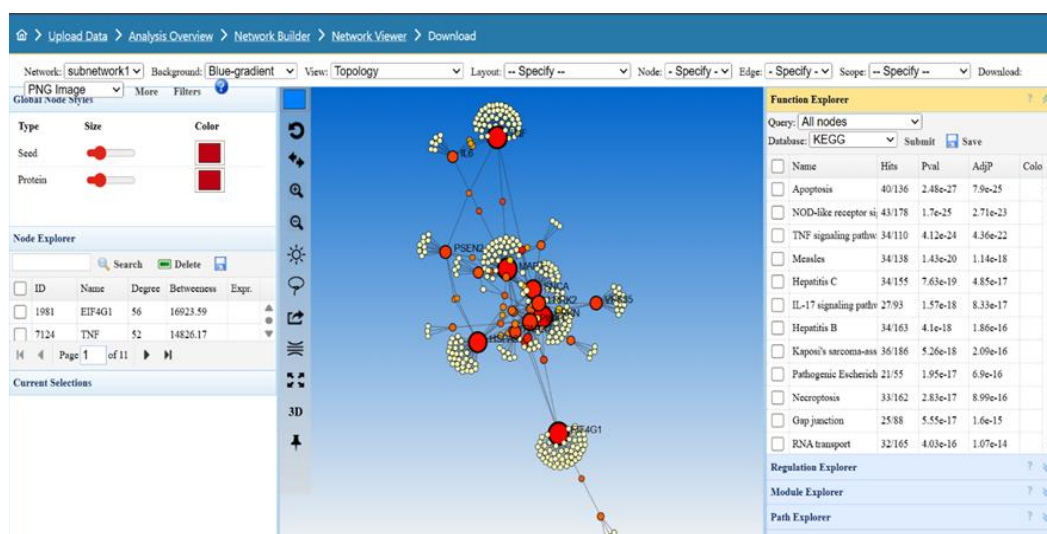 Upload Data > Analysis Overview > Network Builder > Network Viewer > Download
Network: subnetwork1 Background: Blue-gradient View: Topology Layout: -- Specify -- Node: - Specify - Edge: - Specify - Scope: -- Specify -- Download:
PNG Image More Filters ?
Global Node Styles
Type Size Color
Seed
Protein
Node Explorer
Search Delete
ID Name Degree Betweeness Expr.
1981 EIF4G1 56 16923.59
7124 TNF 52 14826.17
Page 1 of 11
Current Selections
3D
IL6
PSEN2
VPS35
EIF4G1
Function Explorer ?
Query: All nodes
Database: KEGG Submit Save
Name Hits Pval AdjP Colo
Apoptosis 40/136 2.48e-27 7.9e-25
NOD-like receptor si 43/178 1.7e-25 2.71e-23
TNF signaling pathw 34/110 4.12e-24 4.36e-22
Measles 34/138 1.43e-20 1.14e-18
Hepatitis C 34/155 7.63e-19 4.85e-17
IL-17 signaling pathv 27/93 1.57e-18 8.33e-17
Hepatitis B 34/163 4.1e-18 1.86e-16
Kaposi's sarcoma-ass 36/186 5.26e-18 2.09e-16
Pathogenic Escherich 21/55 1.95e-17 6.9e-16
Necroptosis 33/162 2.83e-17 8.99e-16
Gap junction 25/88 5.55e-17 1.6e-15
RNA transport 32/165 4.03e-16 1.07e-14
Regulation Explorer ?
Module Explorer ?
Path Explorer ?